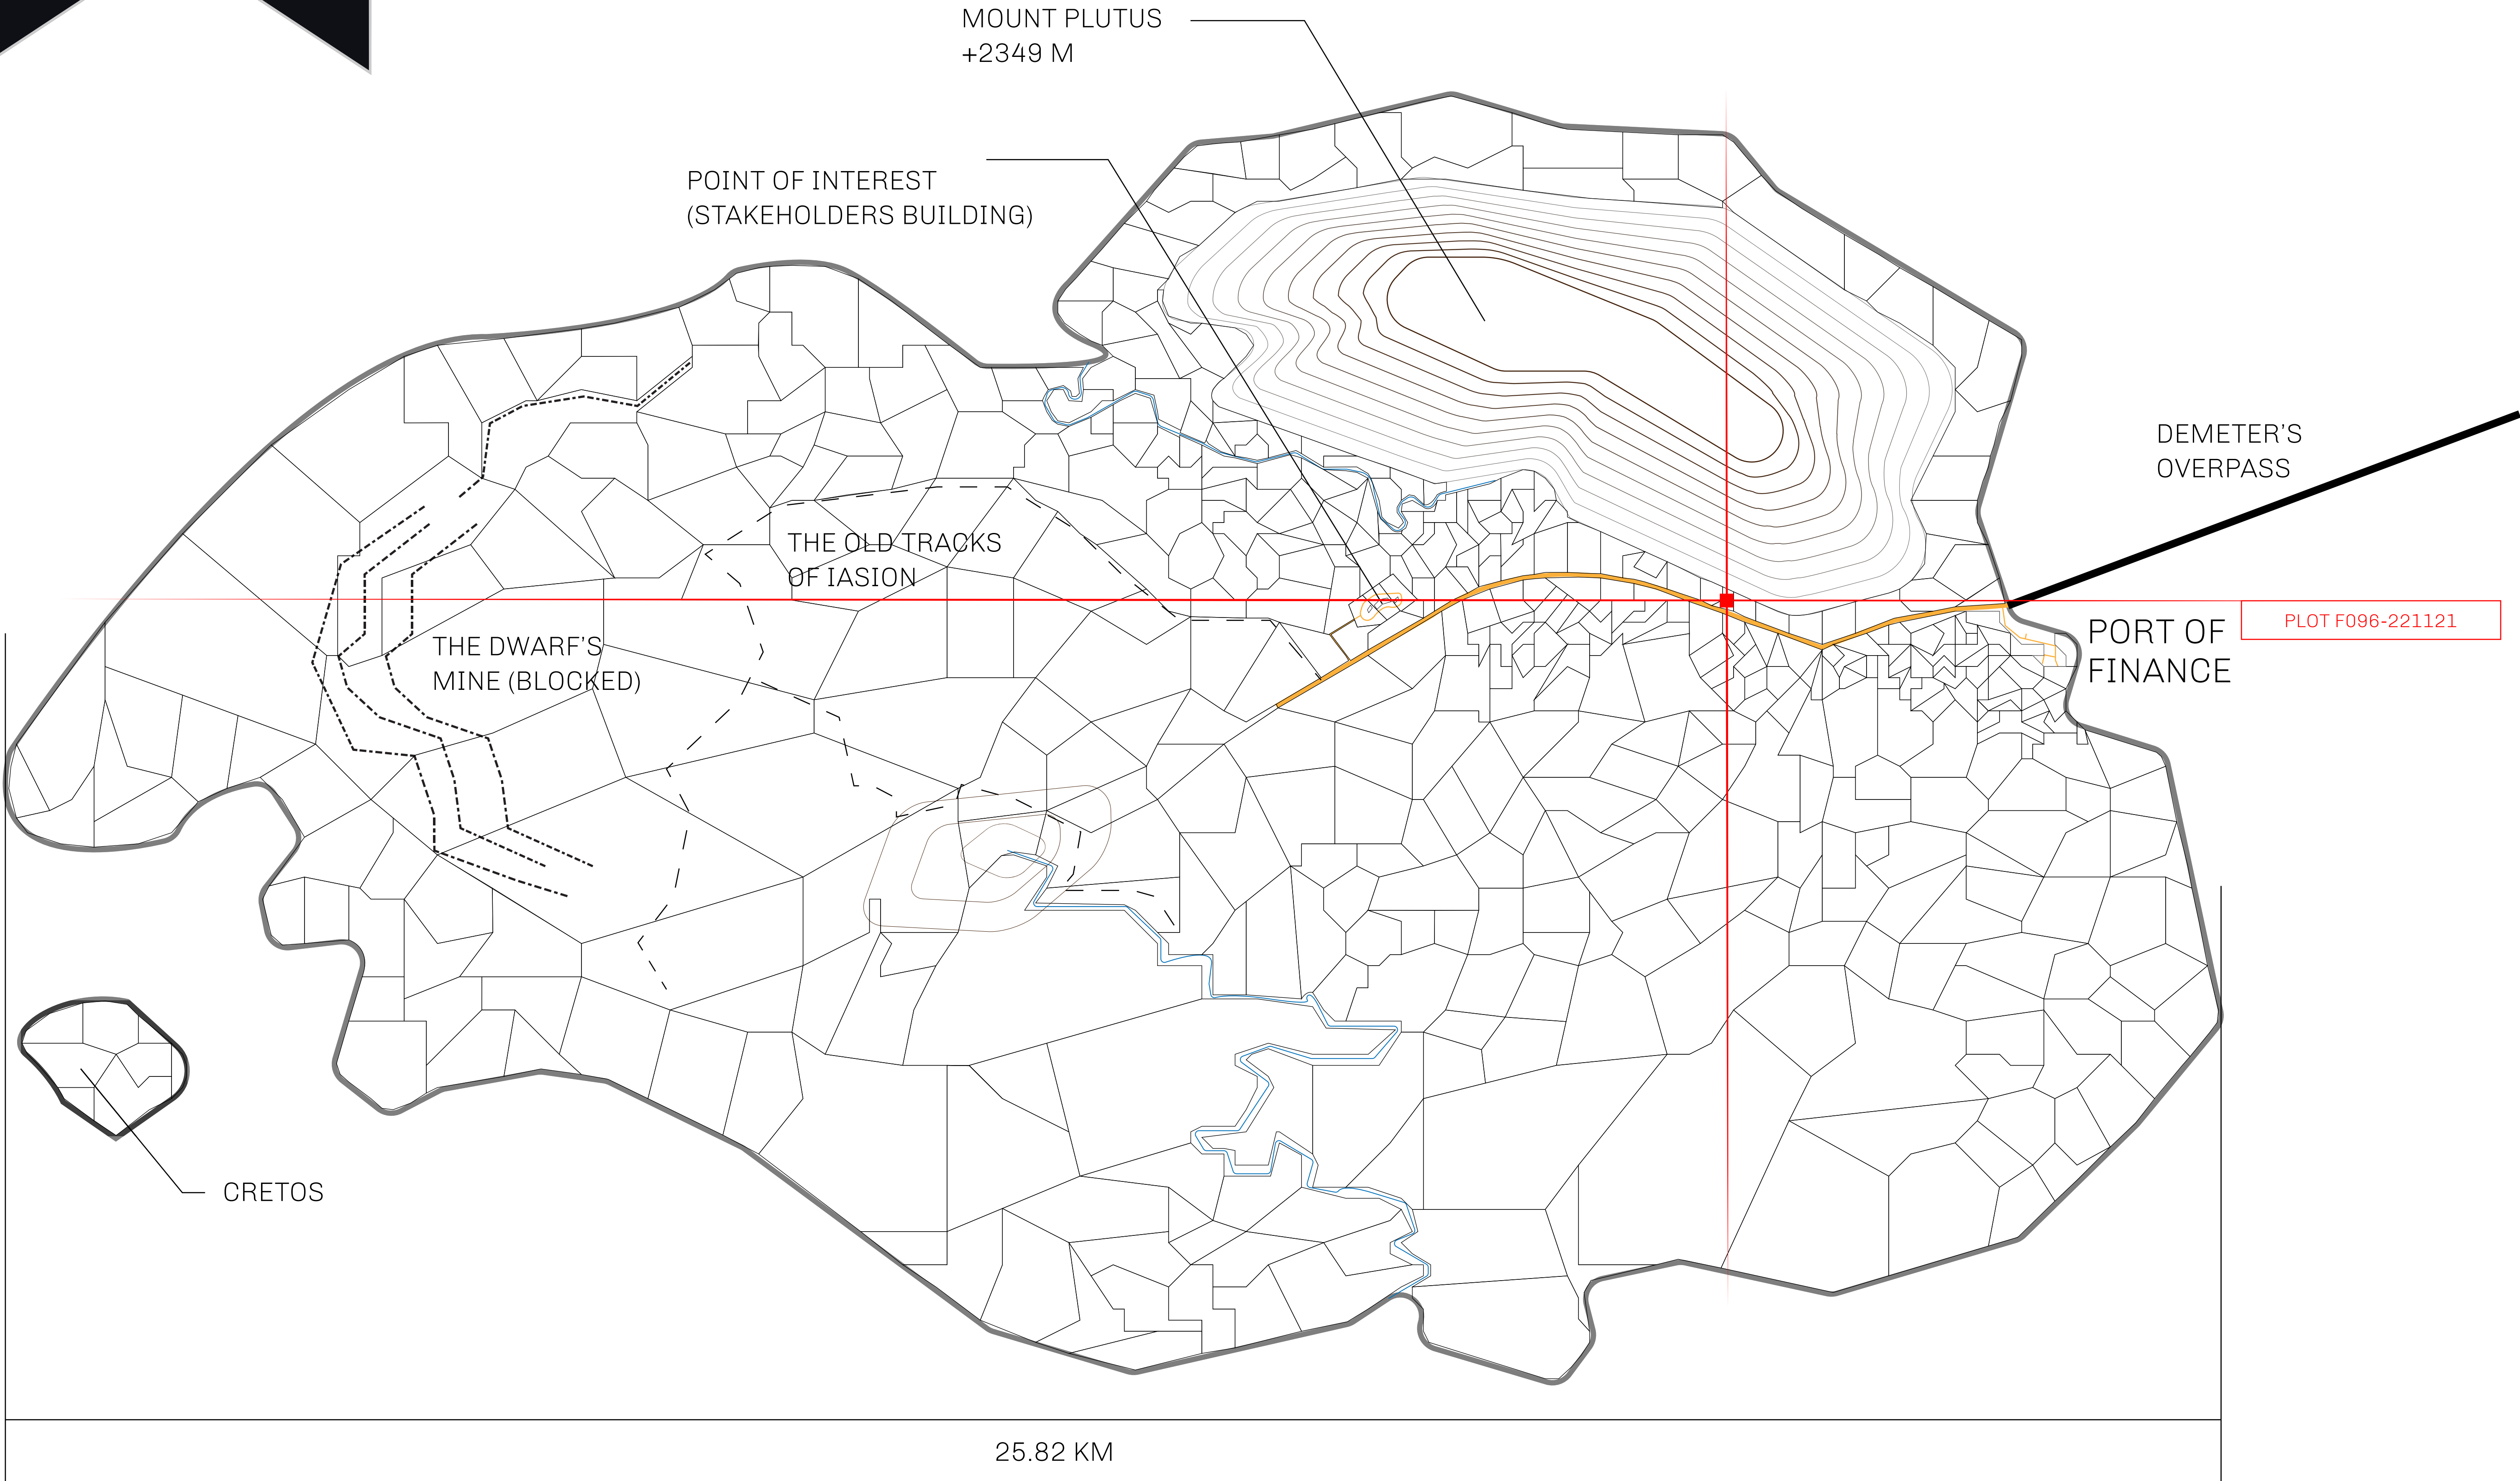 MOUNT PLUTUS
+2349 M
POINT OF INTEREST
(STAKEHOLDERS BUILDING)
DEMETER'S
OVERPASS
THE OLD TRACKS
OF IASION
PLOT F096-221121
PORT OF
FINANCE
THE DWARF'S
MINE (BLOCKED)
CRETOS
25.82 KM